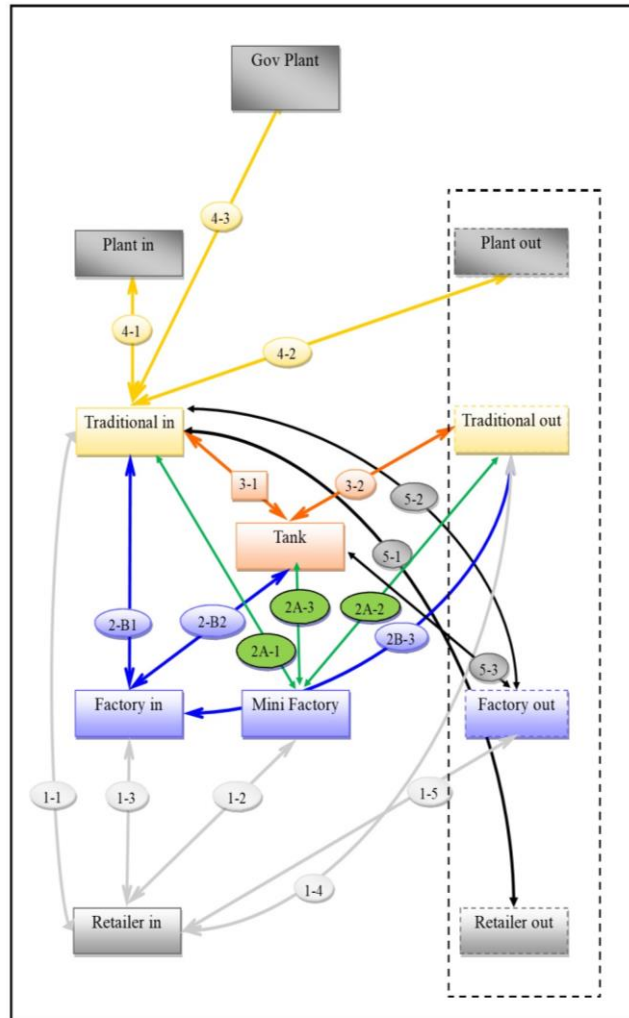 Gov Plant
4-3
Plant in
Plant out
4-1
4-2
Traditional in
Traditional out
3-1
3-2
5-2
Tank
5-1
2A-3
2A-2
2-B1
2-B2
2B-3
2A-1
5-3
Factory in
Mini Factory
Factory out
1-1
1-3
1-2
1-5
1-4
Retailer in
Retailer out